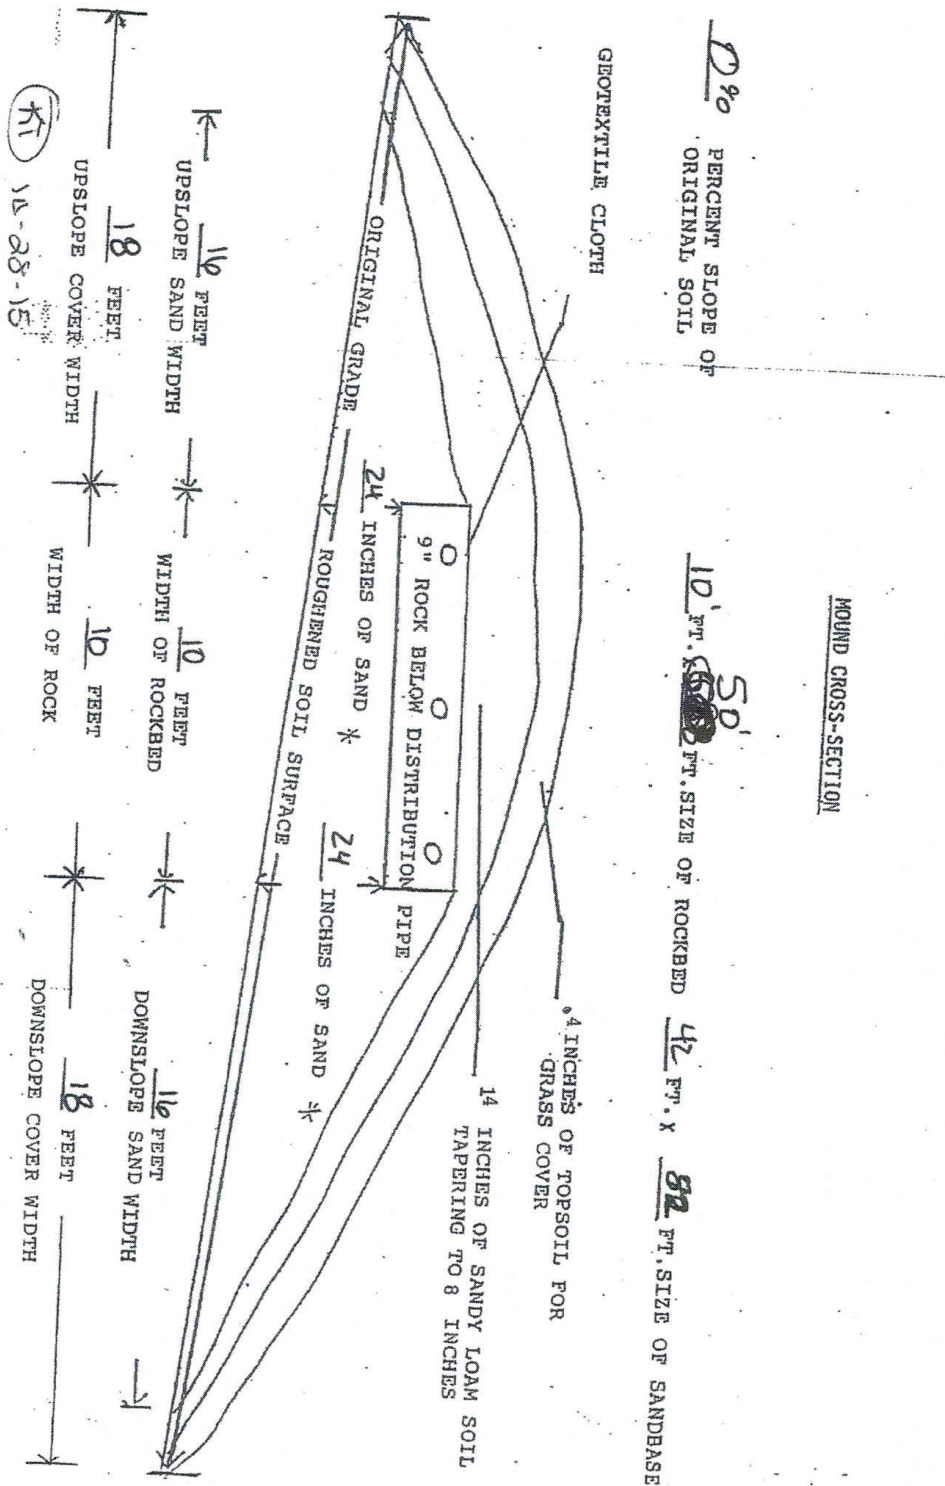 MOUND CROSS-SECTION
10' FT. X 50' FT. SIZE OF ROCKBED 42 FT. X 82 FT. SIZE OF SANDBASE
0% PERCENT SLOPE OF
ORIGINAL SOIL
GEOTEXTILE CLOTH
4 INCHES OF TOPSOIL FOR
GRASS COVER
14 INCHES OF SANDY LOAM SOIL
TAPERING TO 8 INCHES
9" ROCK BELOW DISTRIBUTION PIPE
24 INCHES OF SAND *
24 INCHES OF SAND *
ORIGINAL GRADE
ROUGHENED SOIL SURFACE
16 FEET
UPSLOPE SAND WIDTH
10 FEET
WIDTH OF ROCKBED
16 FEET
DOWNSLOPE SAND WIDTH
18 FEET
UPSLOPE COVER WIDTH
10 FEET
WIDTH OF ROCK
18 FEET
DOWNSLOPE COVER WIDTH